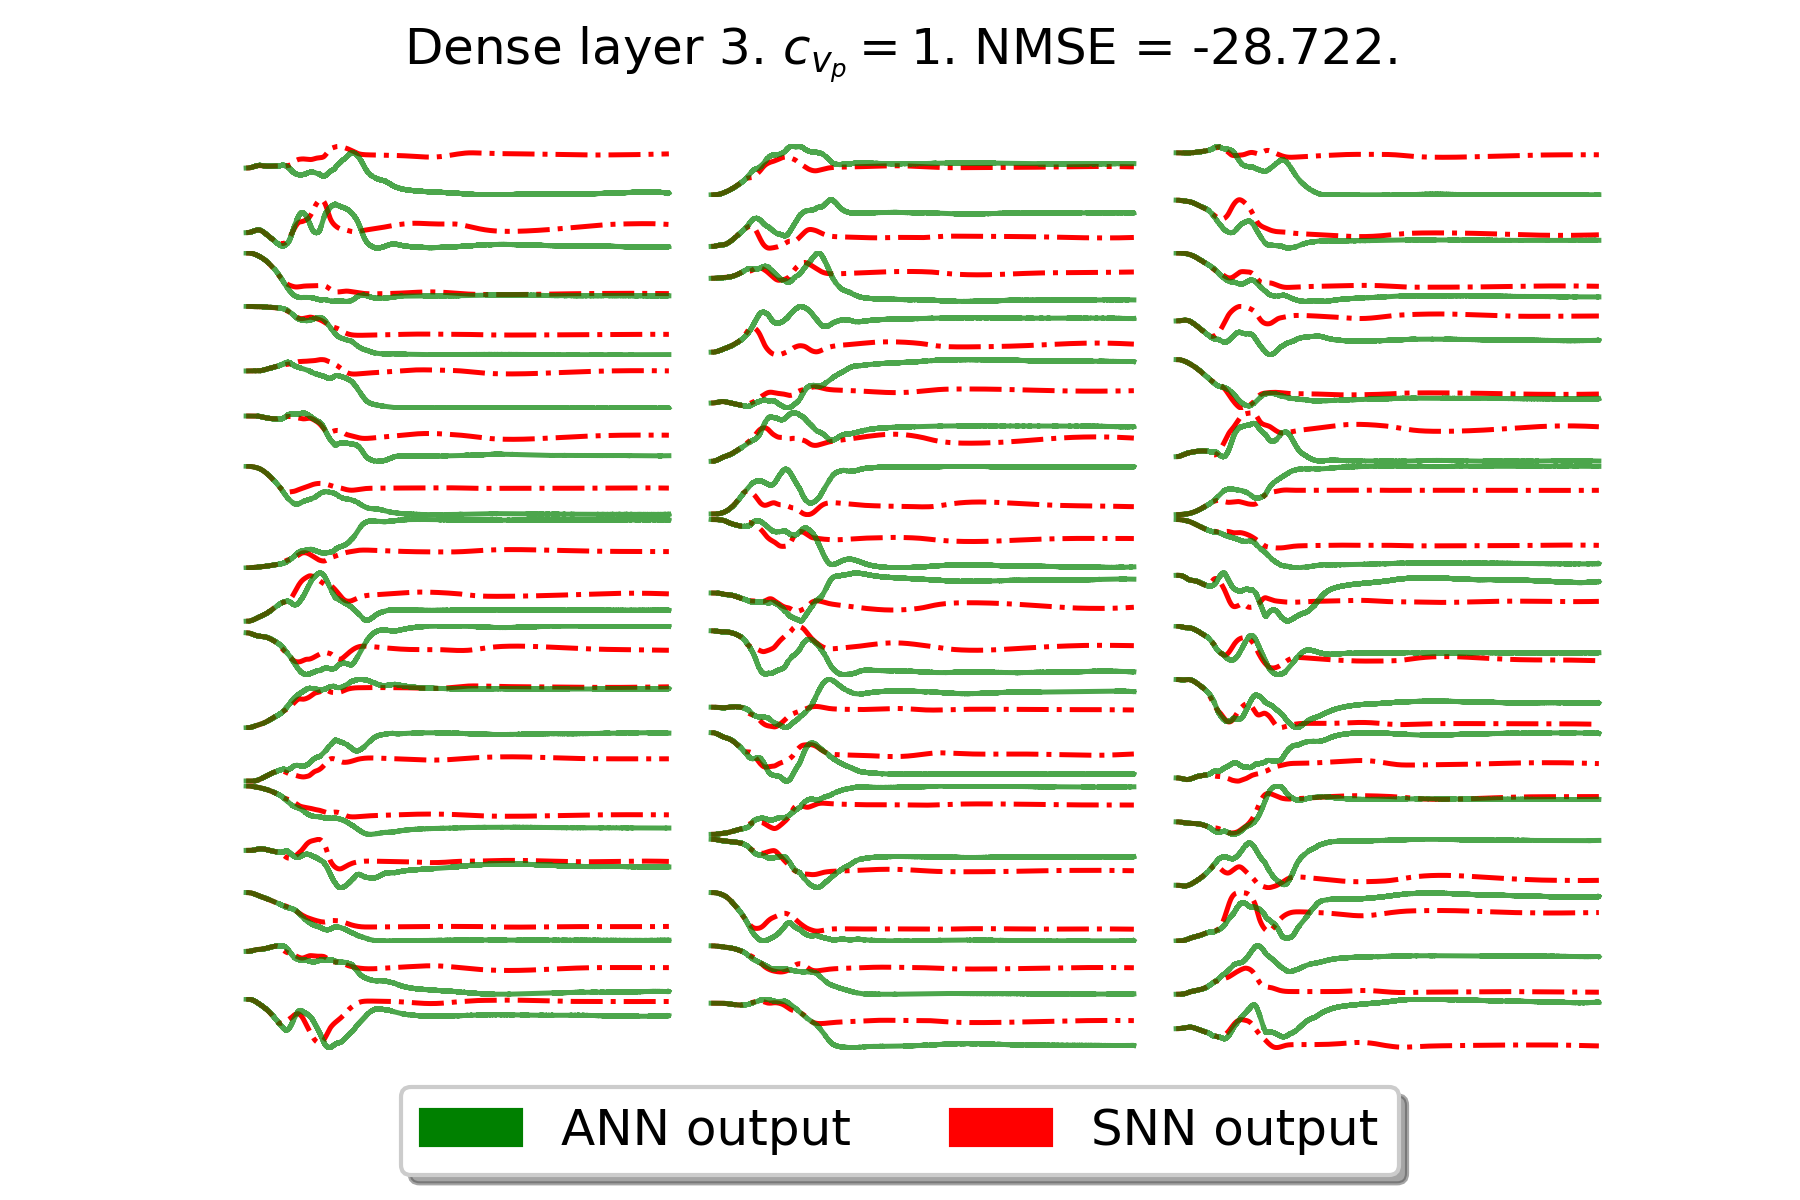 Dense layer 3. $c_{v_p} = 1$. NMSE = -28.722.
ANN output
SNN output